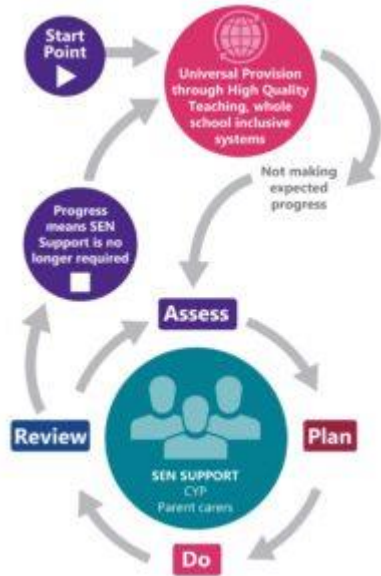 Start
Point
Universal Provision
through High Quality
Teaching, whole
school inclusive
systems
Not making
expected
progress
Progress
means SEN
Support is no
longer required
Assess
Review
Plan
SEN SUPPORT
CYP
Parent carers
Do